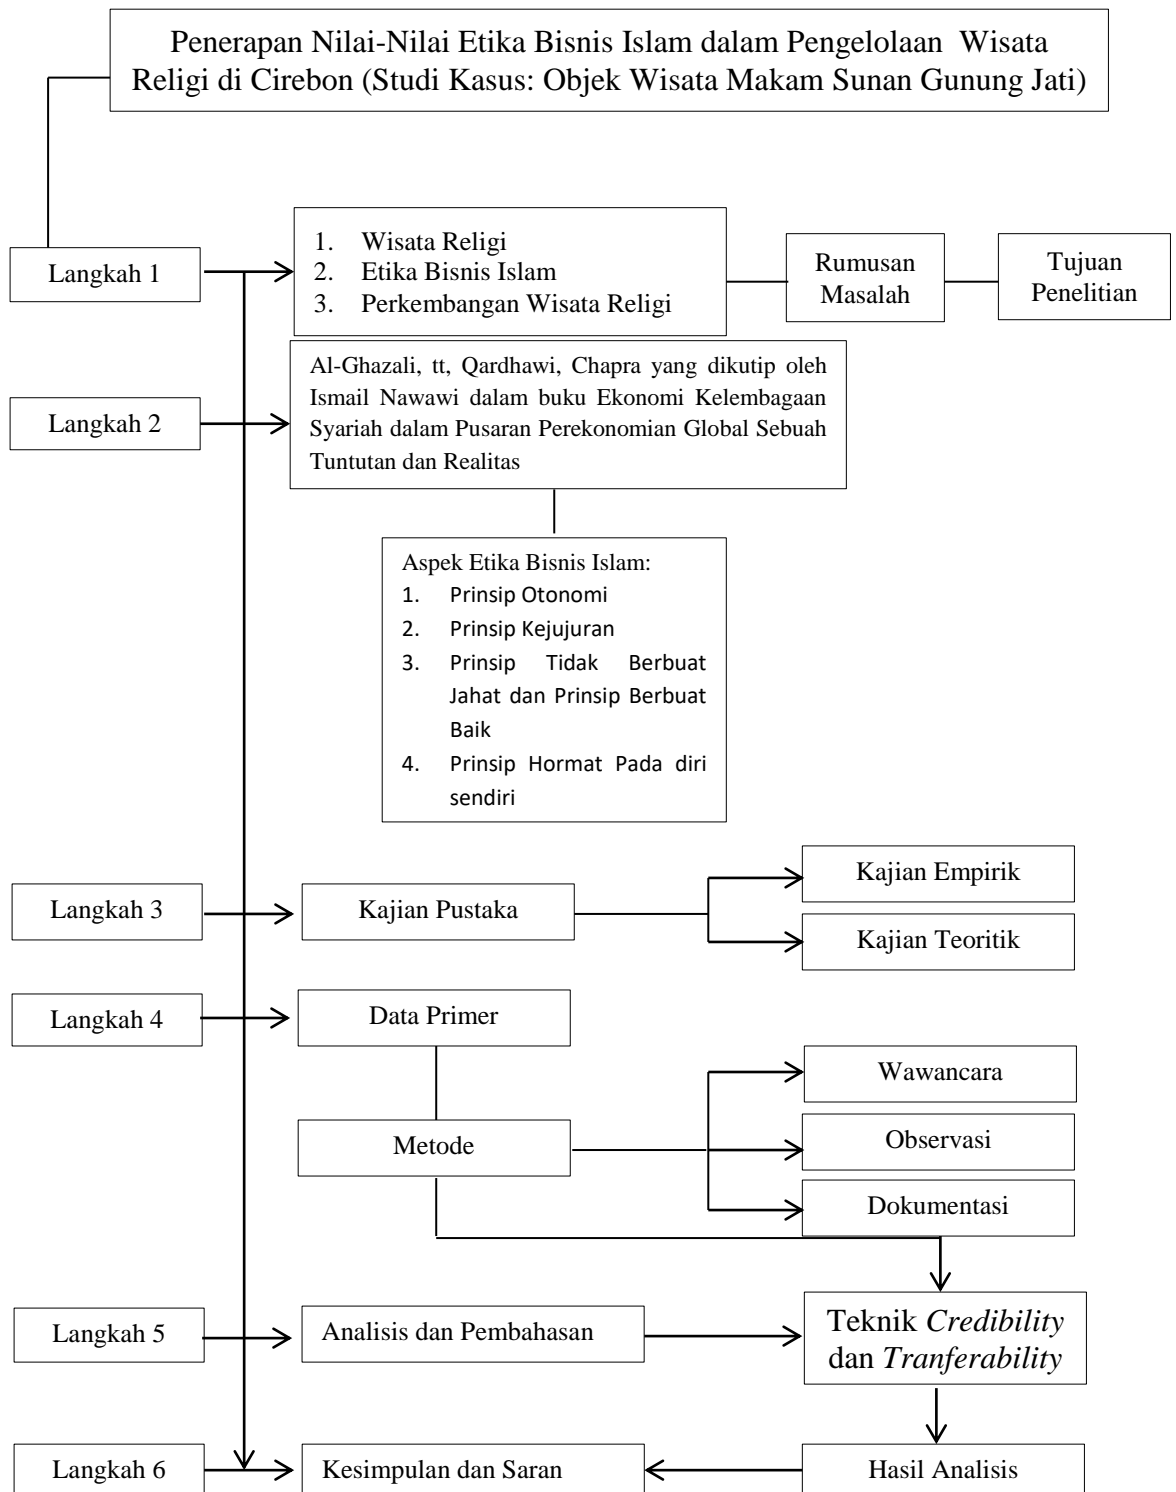 Penerapan Nilai-Nilai Etika Bisnis Islam dalam Pengelolaan Wisata
Religi di Cirebon (Studi Kasus: Objek Wisata Makam Sunan Gunung Jati)
Langkah 1
1. Wisata Religi
2. Etika Bisnis Islam
3. Perkembangan Wisata Religi
Rumusan
Masalah
Tujuan
Penelitian
Langkah 2
Al-Ghazali, tt, Qardhawi, Chapra yang dikutip oleh
Ismail Nawawi dalam buku Ekonomi Kelembagaan
Syariah dalam Pusaran Perekonomian Global Sebuah
Tuntutan dan Realitas
Aspek Etika Bisnis Islam:
1. Prinsip Otonomi
2. Prinsip Kejujuran
3. Prinsip Tidak Berbuat
Jahat dan Prinsip Berbuat
Baik
4. Prinsip Hormat Pada diri
sendiri
Langkah 3
Kajian Pustaka
Kajian Empirik
Kajian Teoritik
Langkah 4
Data Primer
Metode
Wawancara
Observasi
Dokumentasi
Langkah 5
Analisis dan Pembahasan
Teknik Credibility
dan Tranferability
Langkah 6
Kesimpulan dan Saran
Hasil Analisis